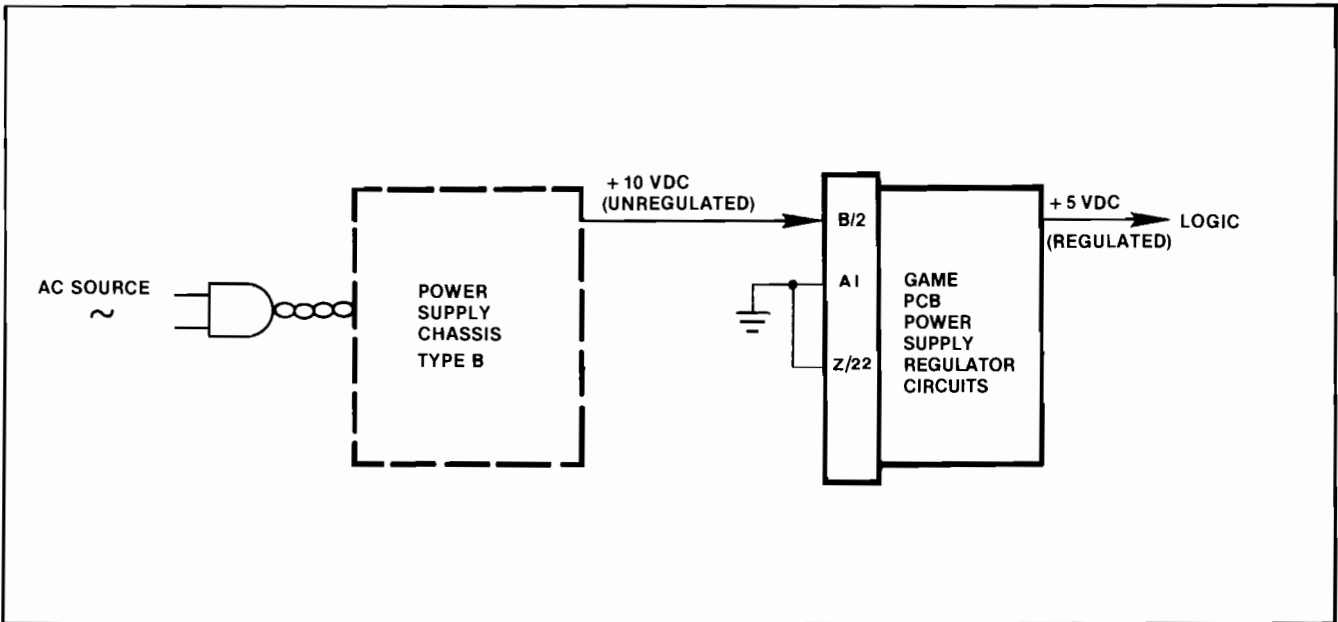 AC SOURCE
~
POWER
SUPPLY
CHASSIS
TYPE B
+ 10 VDC
(UNREGULATED)
B/2
A I
Z/22
GAME
PCB
POWER
SUPPLY
REGULATOR
CIRCUITS
+ 5 VDC
(REGULATED)
LOGIC